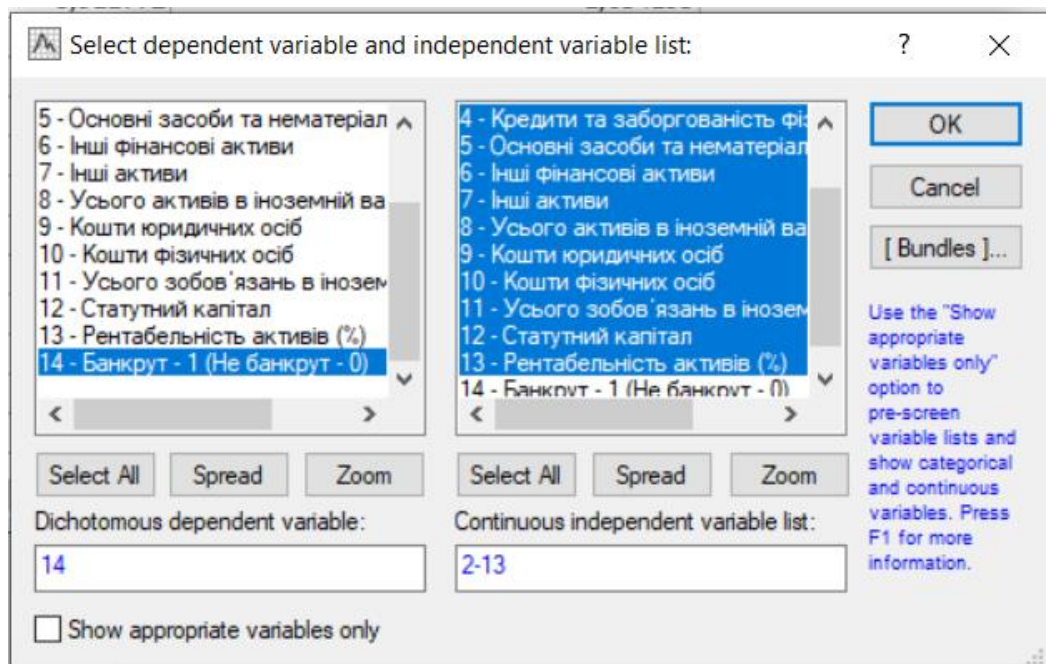 Select dependent variable and independent variable list:
?
5 - Основні засоби та нематеріал
6 - Інші фінансові активи
7 - Інші активи
8 - Усього активів в іноземній ва
9 - Кошти юридичних осіб
10 - Кошти фізичних осіб
11 - Усього зобов'язань в інозем
12 - Статутний капітал
13 - Рентабельність активів (%)
14 - Банкрут - 1 (Не банкрут - 0)
4 - Кредити та заборгованість фі
5 - Основні засоби та нематеріал
6 - Інші фінансові активи
7 - Інші активи
8 - Усього активів в іноземній ва
9 - Кошти юридичних осіб
10 - Кошти фізичних осіб
11 - Усього зобов'язань в інозем
12 - Статутний капітал
13 - Рентабельність активів (%)
14 - Банкрут - 1 (Не банкрут - 0)
OK
Cancel
[ Bundles ]...
Use the "Show
appropriate
variables only"
option to
pre-screen
variable lists and
show categorical
and continuous
variables. Press
F1 for more
information.
Select All
Spread
Zoom
Select All
Spread
Zoom
Dichotomous dependent variable:
14
Continuous independent variable list:
2-13
Show appropriate variables only